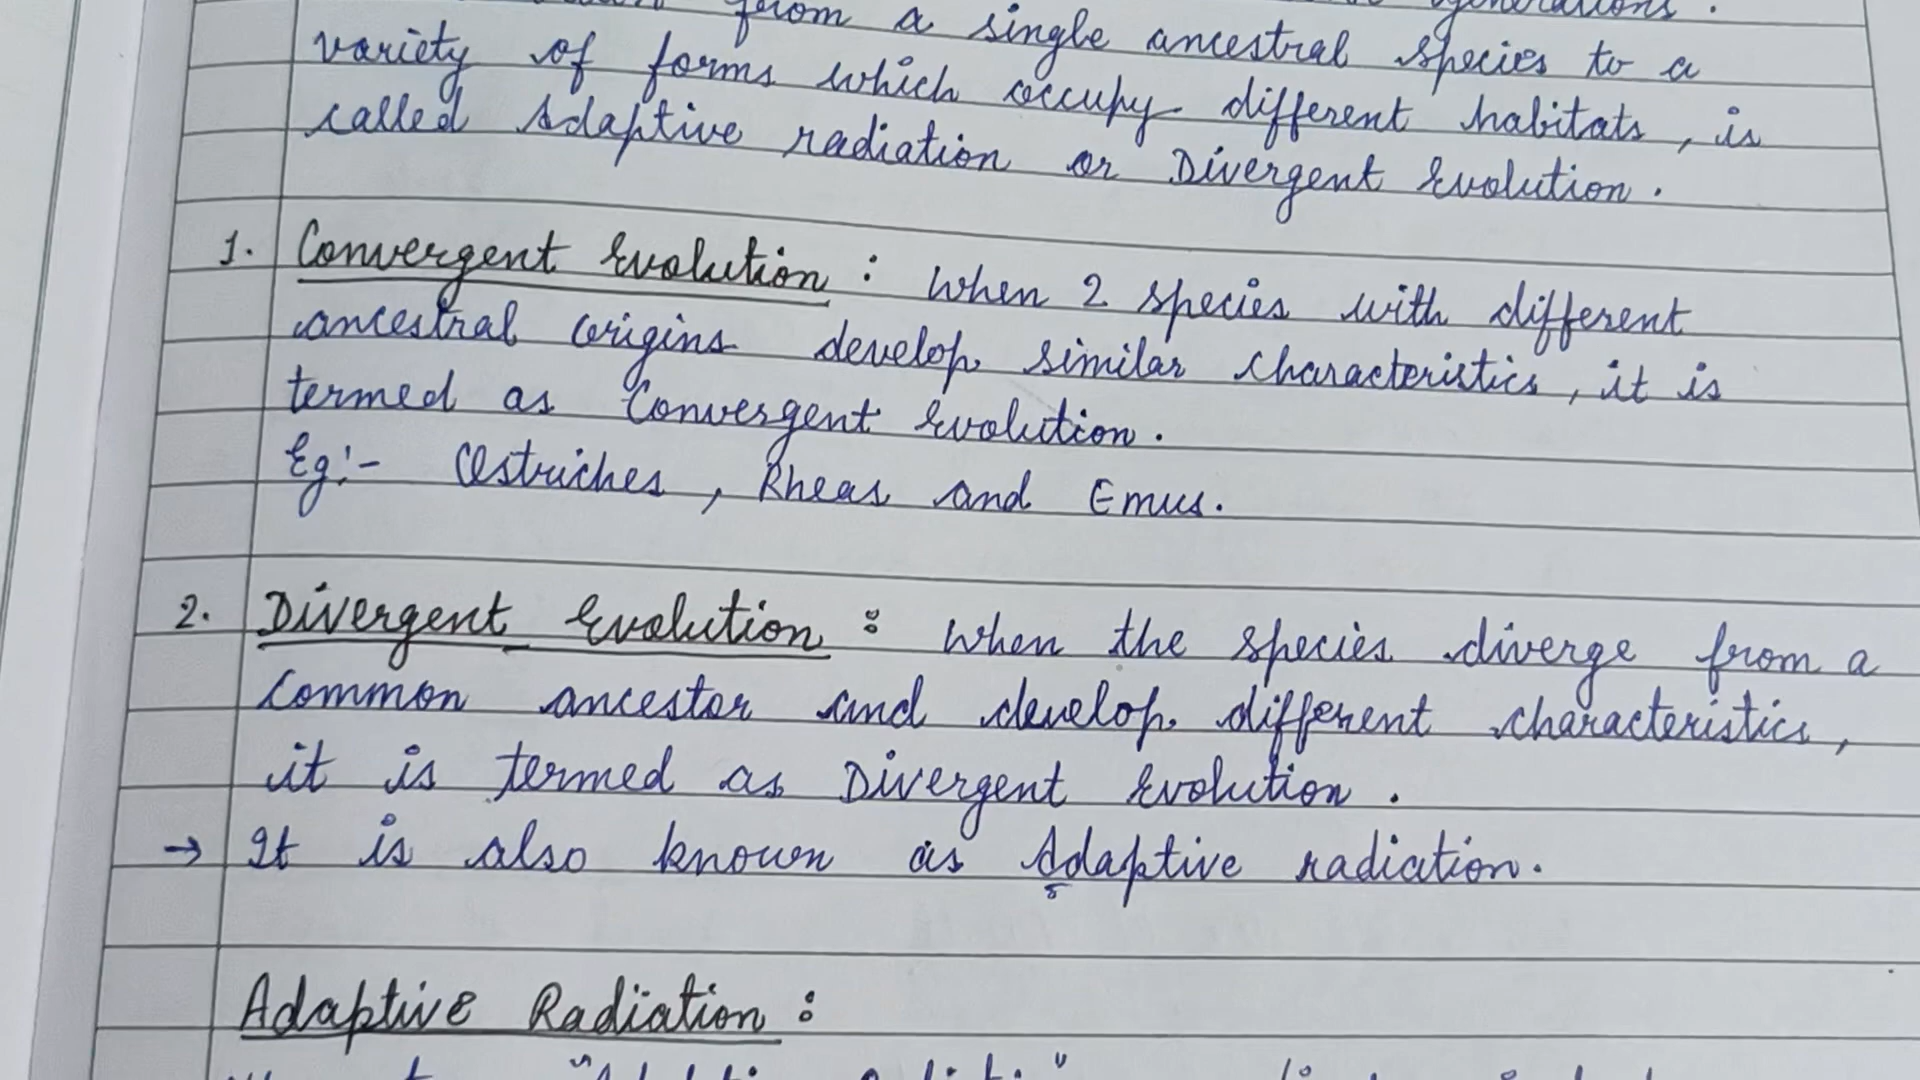 from a single ancestral species to a generations.
variety of forms which occupy different habitats, is
called Adaptive radiation or Divergent Evolution.
1. Convergent Evolution : When 2 species with different
ancestral origins develop similar characteristics, it is
termed as Convergent Evolution.
Eg:- Ostriches, Rheas and Emus.
2. Divergent Evolution : When the species diverge from a
common ancestor and develop different characteristics,
it is termed as Divergent Evolution.
→ It is also known as Adaptive radiation.
Adaptive Radiation :